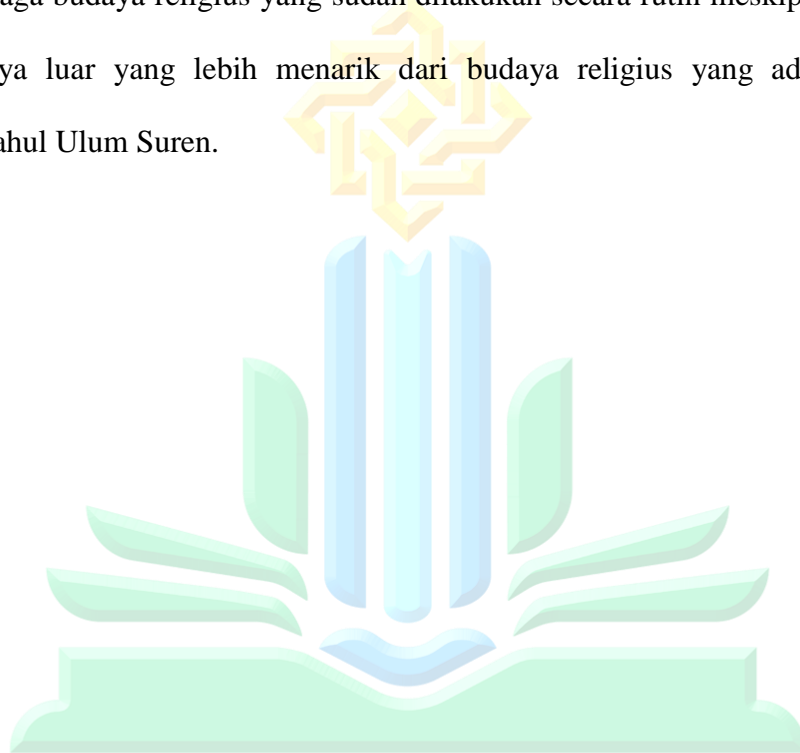 aga budaya religius yang sudah dilakukan secara rutin meskip
ya luar yang lebih menarik dari budaya religius yang ad
ahul Ulum Suren.